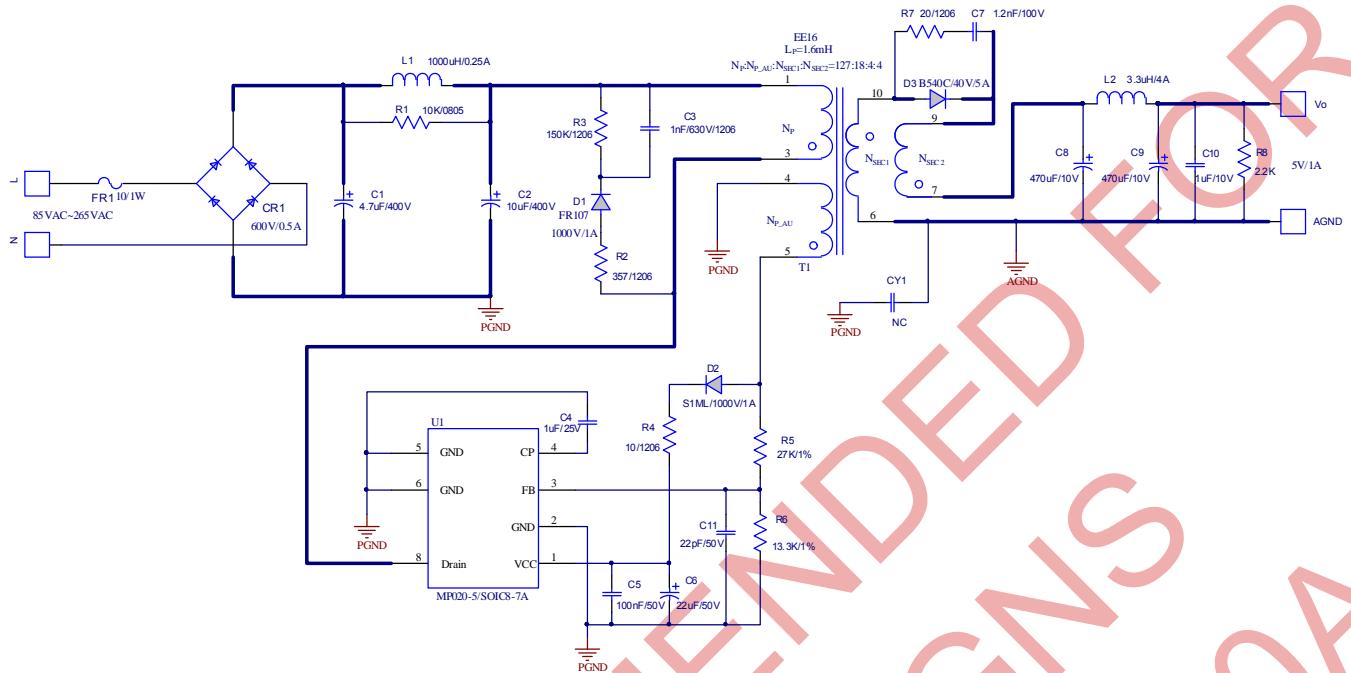 R7 20/1206
C7 1.2nF/100V
EE16
LP=1.6mH
NP:NP_AU:NSEC1:NSEC2=127:18:4:4
L1 1000uH/0.25A
R1 10K/0805
R3
150K/1206
C3
1nF/630V/1206
1
NP
3
4
NP_AU
5
T1
10
D3 B540C/40V/5A
9
NSEC1
NSEC2
7
6
L2 3.3uH/4A
Vo
C8
470uF/10V
C9
470uF/10V
C10
1uF/10V
R8
2.2K
5V/1A
AGND
AGND
L
FR1 10/1W
85VAC~265VAC
N
CR1
600V/0.5A
C1
4.7uF/400V
C2
10uF/400V
D1
FR107
1000V/1A
R2
357/1206
PGND
PGND
CY1
NC
PGND
D2
S1ML/1000V/1A
C4
1uF/25V
R4
10/1206
R5
27K/1%
U1
5 GND CP 4
6 GND FB 3
GND 2
8 Drain VCC 1
MP020-5/SOIC8-7A
PGND
C11
22pF/50V
R6
13.3K/1%
C5
100nF/50V
C6
22uF/50V
PGND
ENDED FOR
GNS
0A